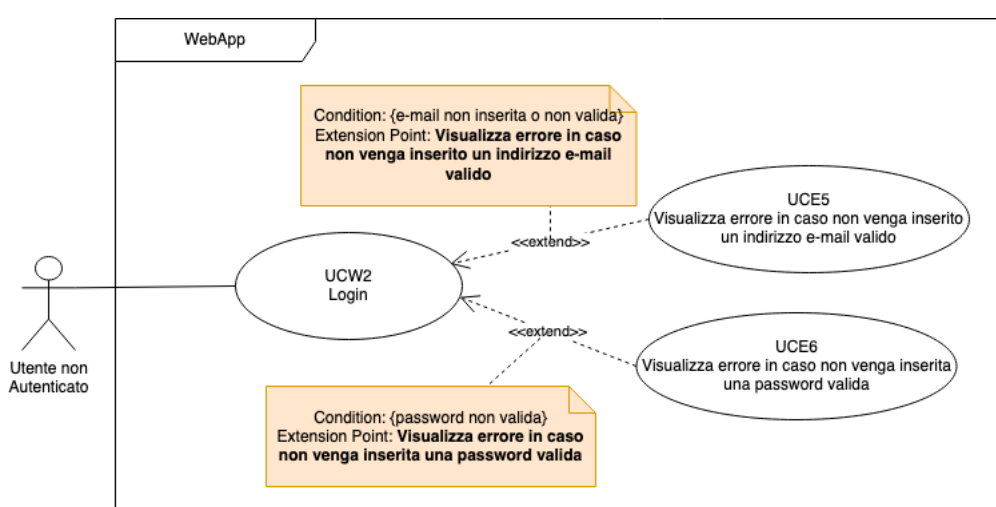 WebApp
Condition: {e-mail non inserita o non valida}
Extension Point: Visualizza errore in caso
non venga inserito un indirizzo e-mail
valido
UCE5
Visualizza errore in caso non venga inserito
un indirizzo e-mail valido
<<extend>>
UCW2
Login
<<extend>>
UCE6
Visualizza errore in caso non venga inserita
una password valida
Utente non
Autenticato
Condition: {password non valida}
Extension Point: Visualizza errore in caso
non venga inserita una password valida